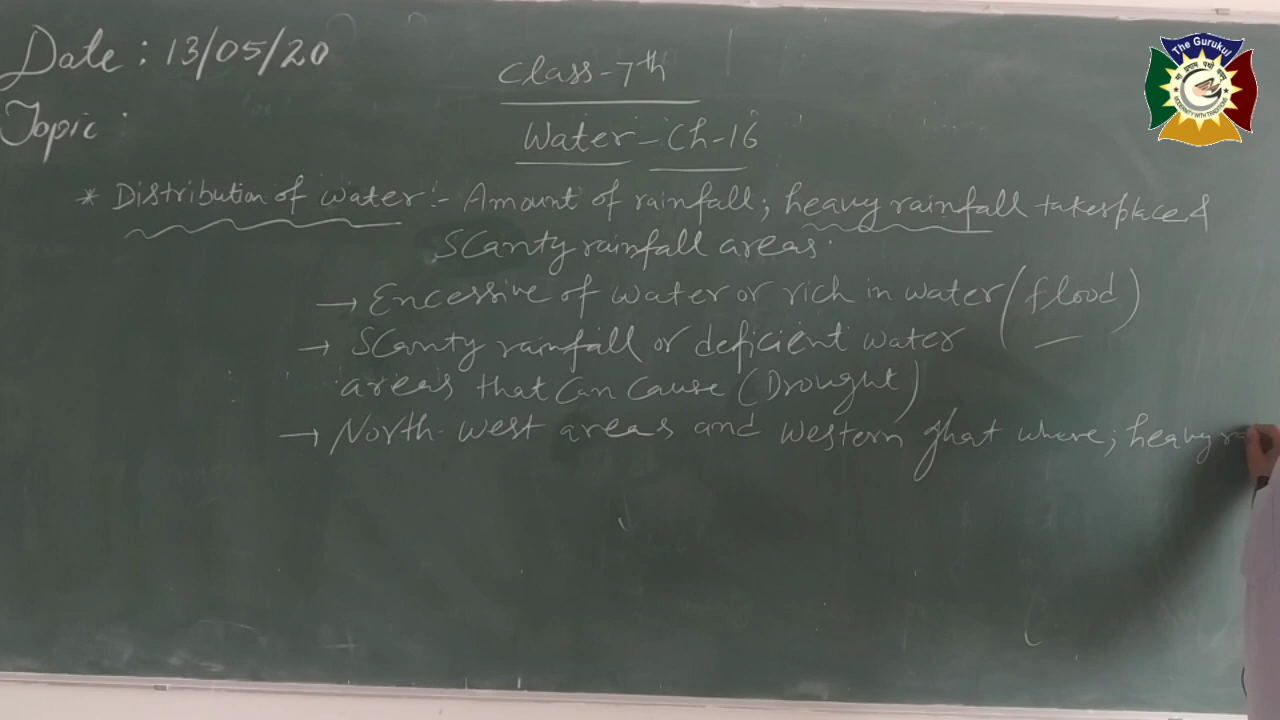 Date : 13/05/20
The Gurukul
Class-7th
Topic :
Water-Ch-16
* Distribution of water:- Amount of rainfall; heavy rainfall takes place &
Scanty rainfall areas.
→ Encessive of water or rich in water (flood)
→ Scanty rainfall or deficient water
areas that can cause (Drought)
→ North-west areas and western ghat where; heavy